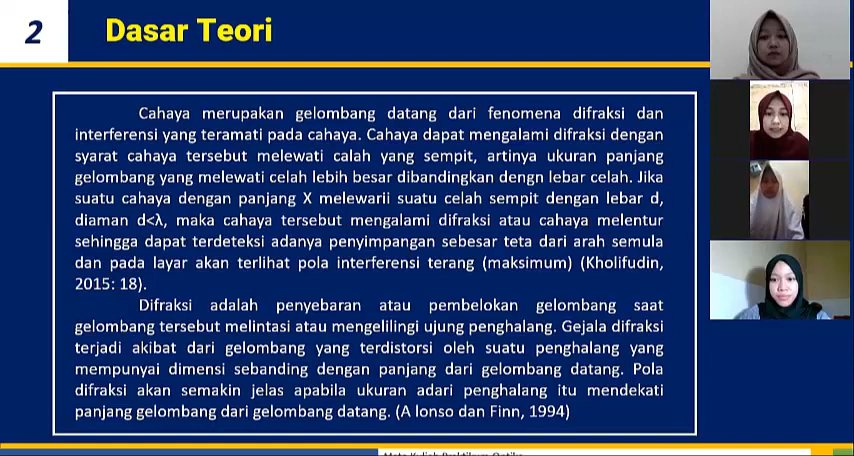 2
Dasar Teori
Cahaya merupakan gelombang datang dari fenomena difraksi dan
interferensi yang teramati pada cahaya. Cahaya dapat mengalami difraksi dengan
syarat cahaya tersebut melewati calah yang sempit, artinya ukuran panjang
gelombang yang melewati celah lebih besar dibandingkan dengn lebar celah. Jika
suatu cahaya dengan panjang X melewarii suatu celah sempit dengan lebar d,
diaman d<λ, maka cahaya tersebut mengalami difraksi atau cahaya melentur
sehingga dapat terdeteksi adanya penyimpangan sebesar teta dari arah semula
dan pada layar akan terlihat pola interferensi terang (maksimum) (Kholifudin,
2015: 18).
Difraksi adalah penyebaran atau pembelokan gelombang saat
gelombang tersebut melintasi atau mengelilingi ujung penghalang. Gejala difraksi
terjadi akibat dari gelombang yang terdistorsi oleh suatu penghalang yang
mempunyai dimensi sebanding dengan panjang dari gelombang datang. Pola
difraksi akan semakin jelas apabila ukuran adari penghalang itu mendekati
panjang gelombang dari gelombang datang. (A lonso dan Finn, 1994)
Mata Kuliah Praktikum Optika